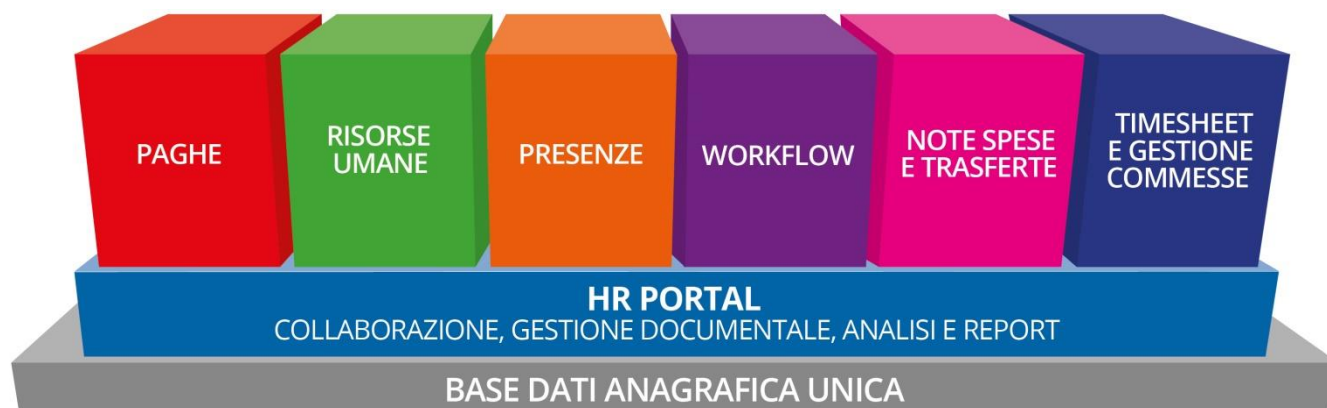 PAGHE
RISORSE
UMANE
PRESENZE
WORKFLOW
NOTE SPESE
E TRASFERTE
TIMESHEET
E GESTIONE
COMMESSE
HR PORTAL
COLLABORAZIONE, GESTIONE DOCUMENTALE, ANALISI E REPORT
BASE DATI ANAGRAFICA UNICA